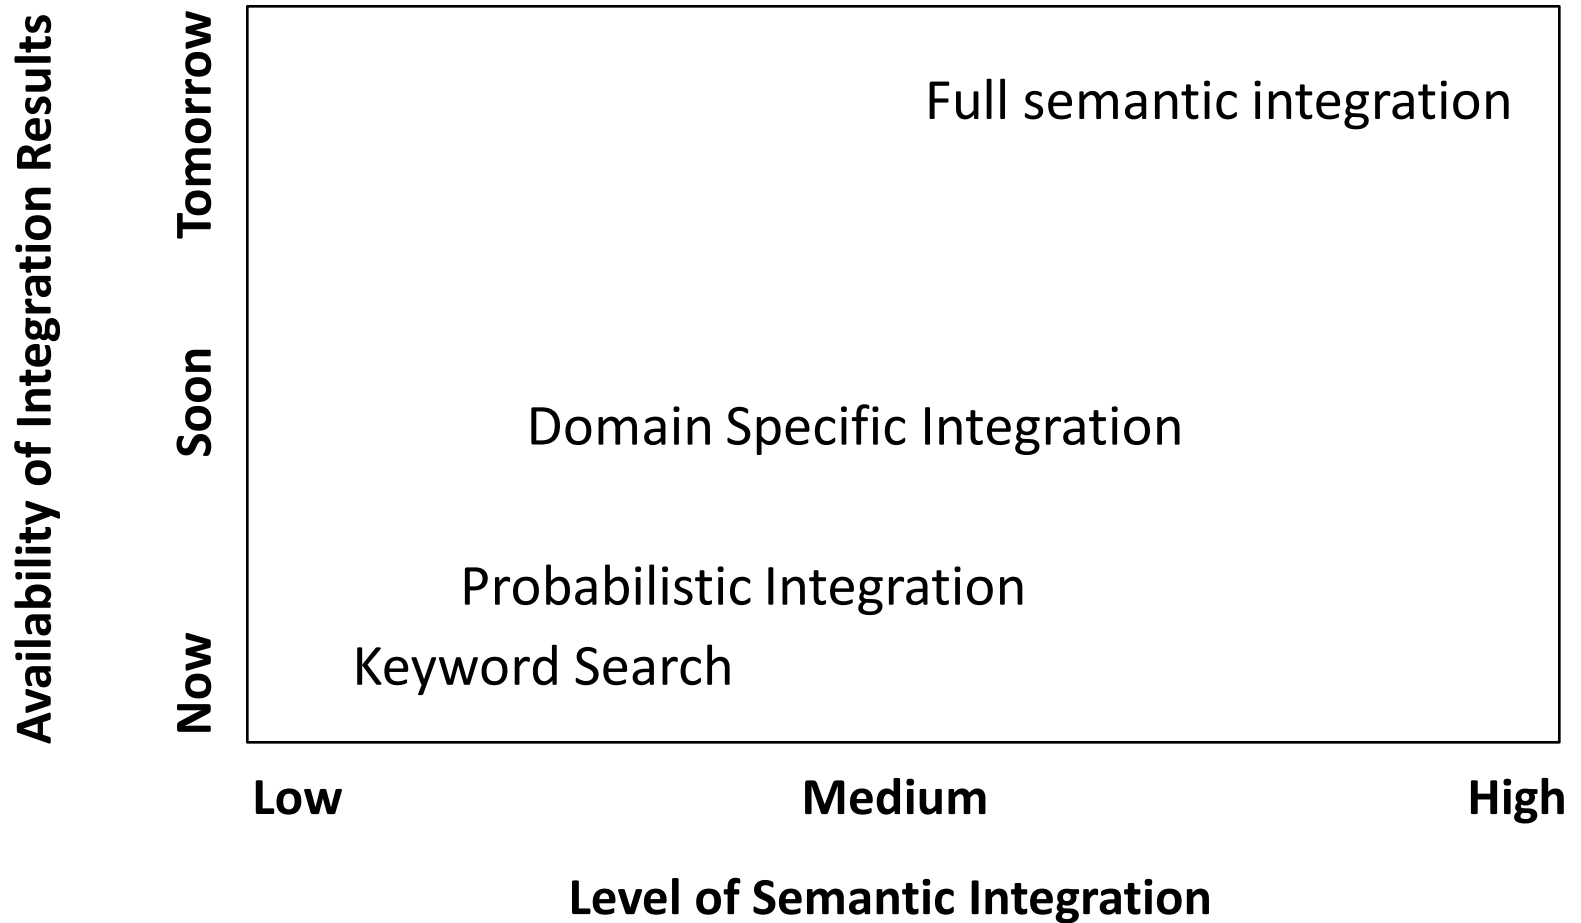 Availability of Integration Results
Tomorrow
Soon
Now
Full semantic integration
Domain Specific Integration
Probabilistic Integration
Keyword Search
Low
Medium
High
Level of Semantic Integration